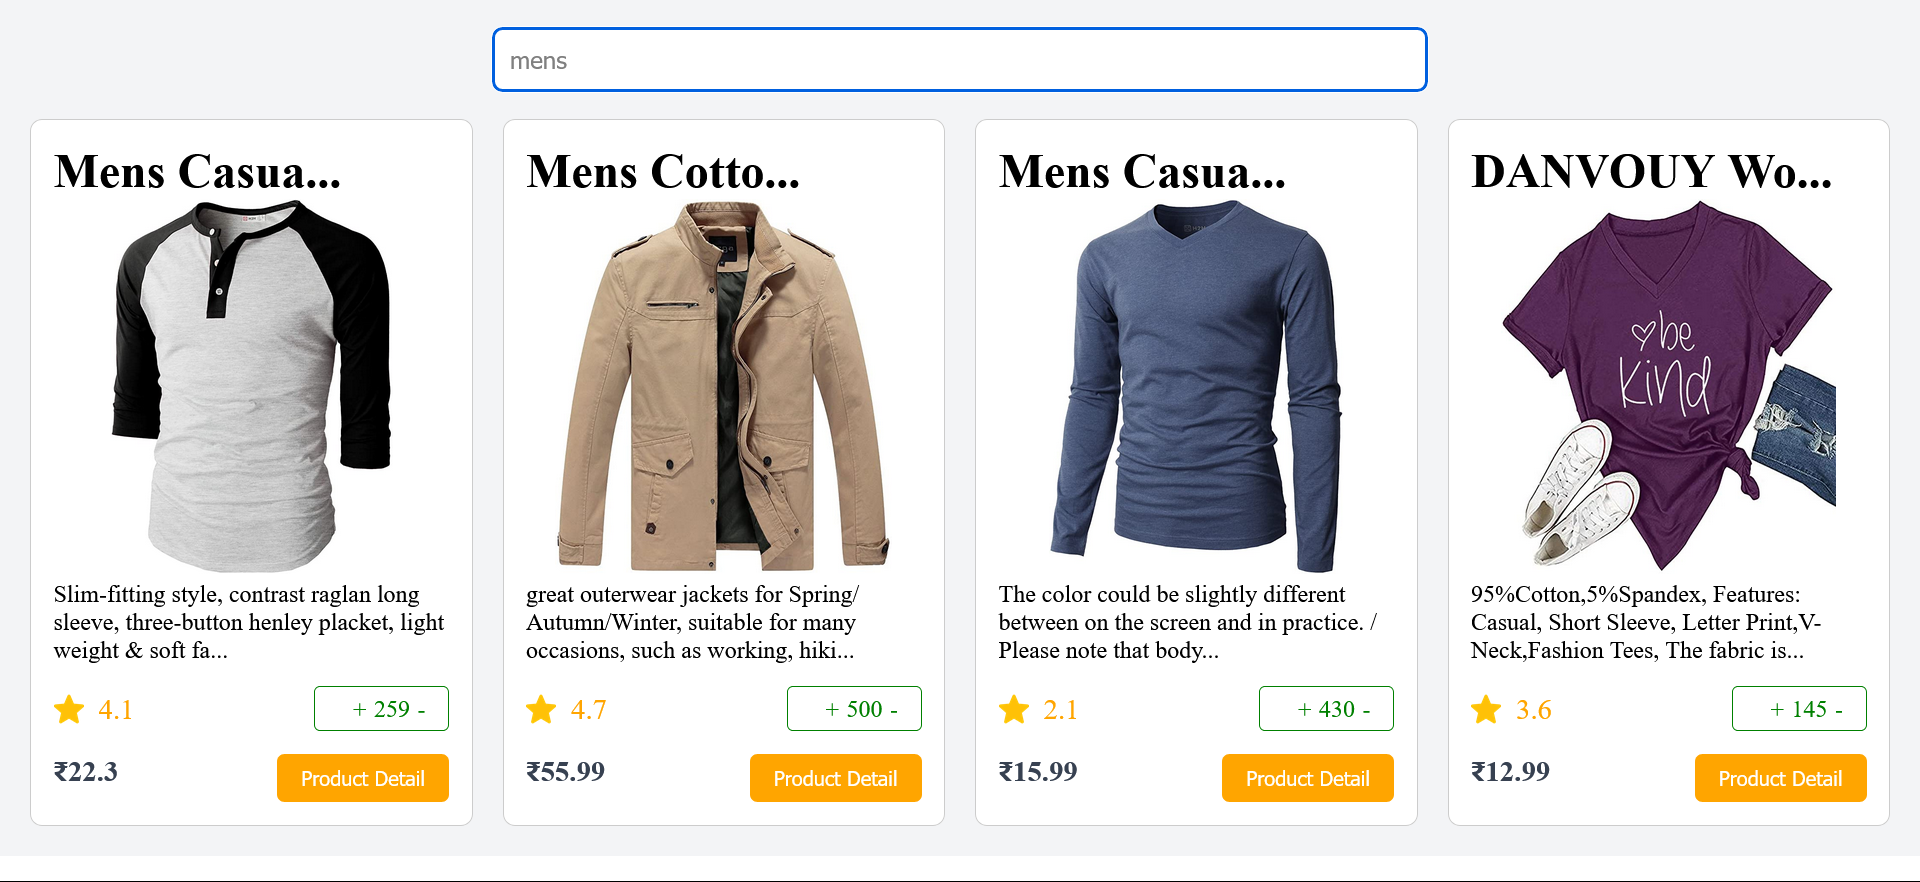 mens
Mens Casua...
Mens Cotto...
Mens Casua...
DANVOUY Wo...
be
kind
Slim-fitting style, contrast raglan long
sleeve, three-button henley placket, light
weight & soft fa...
great outerwear jackets for Spring/
Autumn/Winter, suitable for many
occasions, such as working, hiki...
The color could be slightly different
between on the screen and in practice. /
Please note that body...
95%Cotton,5%Spandex, Features:
Casual, Short Sleeve, Letter Print,V-
Neck,Fashion Tees, The fabric is...
4.1
+ 259 -
4.7
+ 500 -
2.1
+ 430 -
3.6
+ 145 -
₹22.3
Product Detail
₹55.99
Product Detail
₹15.99
Product Detail
₹12.99
Product Detail